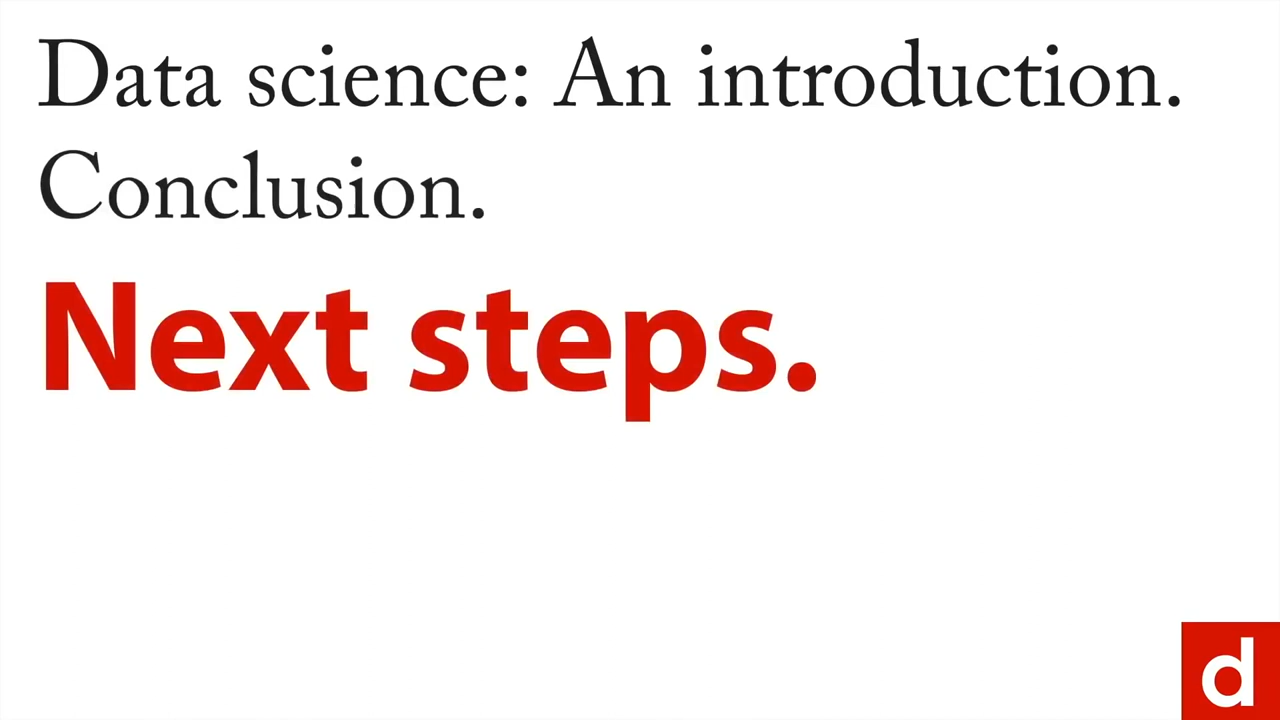 Data science: An introduction.
Conclusion.
Next steps.
d